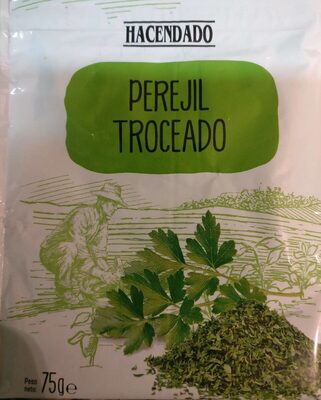 HACENDADO
PEREJIL
TROCEADO
Peso
neto: 75g℮